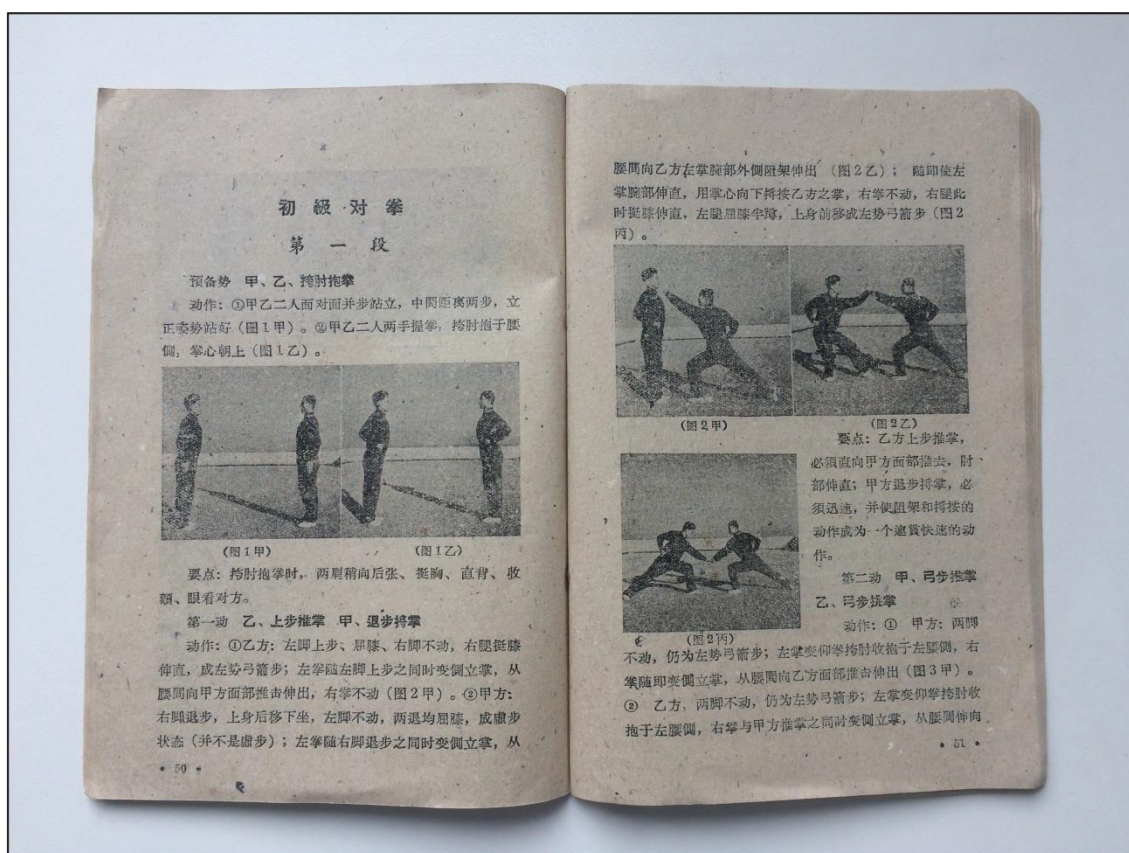 初級对拳
第一段
预备势 甲、乙、挎肘抱拳
动作：①甲乙二人面对面并步站立，中間距离两步，立
正姿势站好（图1甲）。②甲乙二人两手握拳，挎肘抱于腰
側，拳心朝上（图1乙）。
（图1甲）
（图1乙）
要点：挎肘抱拳时，两肩稍向后张、挺胸、直背、收
頦、眼看对方。
第一动 乙、上步推掌 甲、退步捋掌
动作：①乙方：左脚上步、屈膝、右脚不动，右腿挺膝
伸直，成左势弓箭步；左拳随左脚上步之同时变側立掌，从
腰間向甲方面部推击伸出，右拳不动（图2甲）。②甲方：
右脚退步，上身后移下坐，左脚不动，两退均屈膝，成虛步
状态（并不是虛步）；左拳随右脚退步之同时变側立掌，从
• 50 •
腰間向乙方左掌腕部外側阻架伸出（图2乙）；随即使左
掌腕部伸直，用掌心向下捋按乙方之掌，右拳不动，右腿此
时挺膝伸直，左腿屈膝半蹲，上身前移成左势弓箭步（图2
丙）。
（图2甲）
（图2乙）
要点：乙方上步推掌，
必须直向甲方面部推去，肘
部伸直；甲方退步捋掌，必
须迅速，并使阻架和捋按的
动作成为一个連貫快速的动
作。
（图2丙）
第二动 甲、弓步推掌
乙、弓步挑掌
动作：① 甲方：两脚
不动，仍为左势弓箭步；左掌变仰拳挎肘收抱于左腰側，右
拳随即变側立掌，从腰間向乙方面部推击伸出（图3甲）。
② 乙方，两脚不动，仍为左势弓箭步；左掌变仰拳挎肘收
抱于左腰側，右拳与甲方推掌之同时变側立掌，从腰間伸向
• 51 •